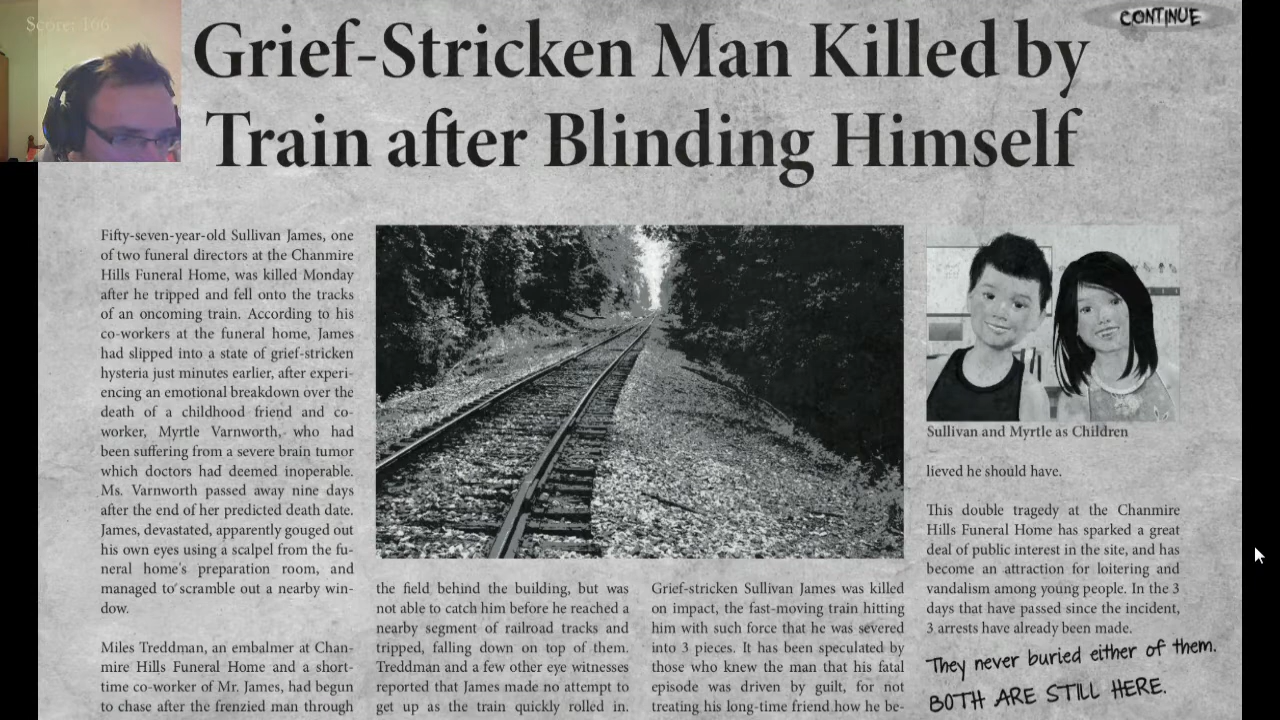 Score: 166
CONTINUE
Grief-Stricken Man Killed by
Train after Blinding Himself
Fifty-seven-year-old Sullivan James, one
of two funeral directors at the Chanmire
Hills Funeral Home, was killed Monday
after he tripped and fell onto the tracks
of an oncoming train. According to his
co-workers at the funeral home, James
had slipped into a state of grief-stricken
hysteria just minutes earlier, after experi-
encing an emotional breakdown over the
death of a childhood friend and co-
worker, Myrtle Varnworth, who had
been suffering from a severe brain tumor
which doctors had deemed inoperable.
Ms. Varnworth passed away nine days
after the end of her predicted death date.
James, devastated, apparently gouged out
his own eyes using a scalpel from the fu-
neral home's preparation room, and
managed to scramble out a nearby win-
dow.
Miles Treddman, an embalmer at Chan-
mire Hills Funeral Home and a short-
time co-worker of Mr. James, had begun
to chase after the frenzied man through
the field behind the building, but was
not able to catch him before he reached a
nearby segment of railroad tracks and
tripped, falling down on top of them.
Treddman and a few other eye witnesses
reported that James made no attempt to
get up as the train quickly rolled in.
Grief-stricken Sullivan James was killed
on impact, the fast-moving train hitting
him with such force that he was severed
into 3 pieces. It has been speculated by
those who knew the man that his fatal
episode was driven by guilt, for not
treating his long-time friend how he be-
Sullivan and Myrtle as Children
lieved he should have.
This double tragedy at the Chanmire
Hills Funeral Home has sparked a great
deal of public interest in the site, and has
become an attraction for loitering and
vandalism among young people. In the 3
days that have passed since the incident,
3 arrests have already been made.
They never buried either of them.
BOTH ARE STILL HERE.